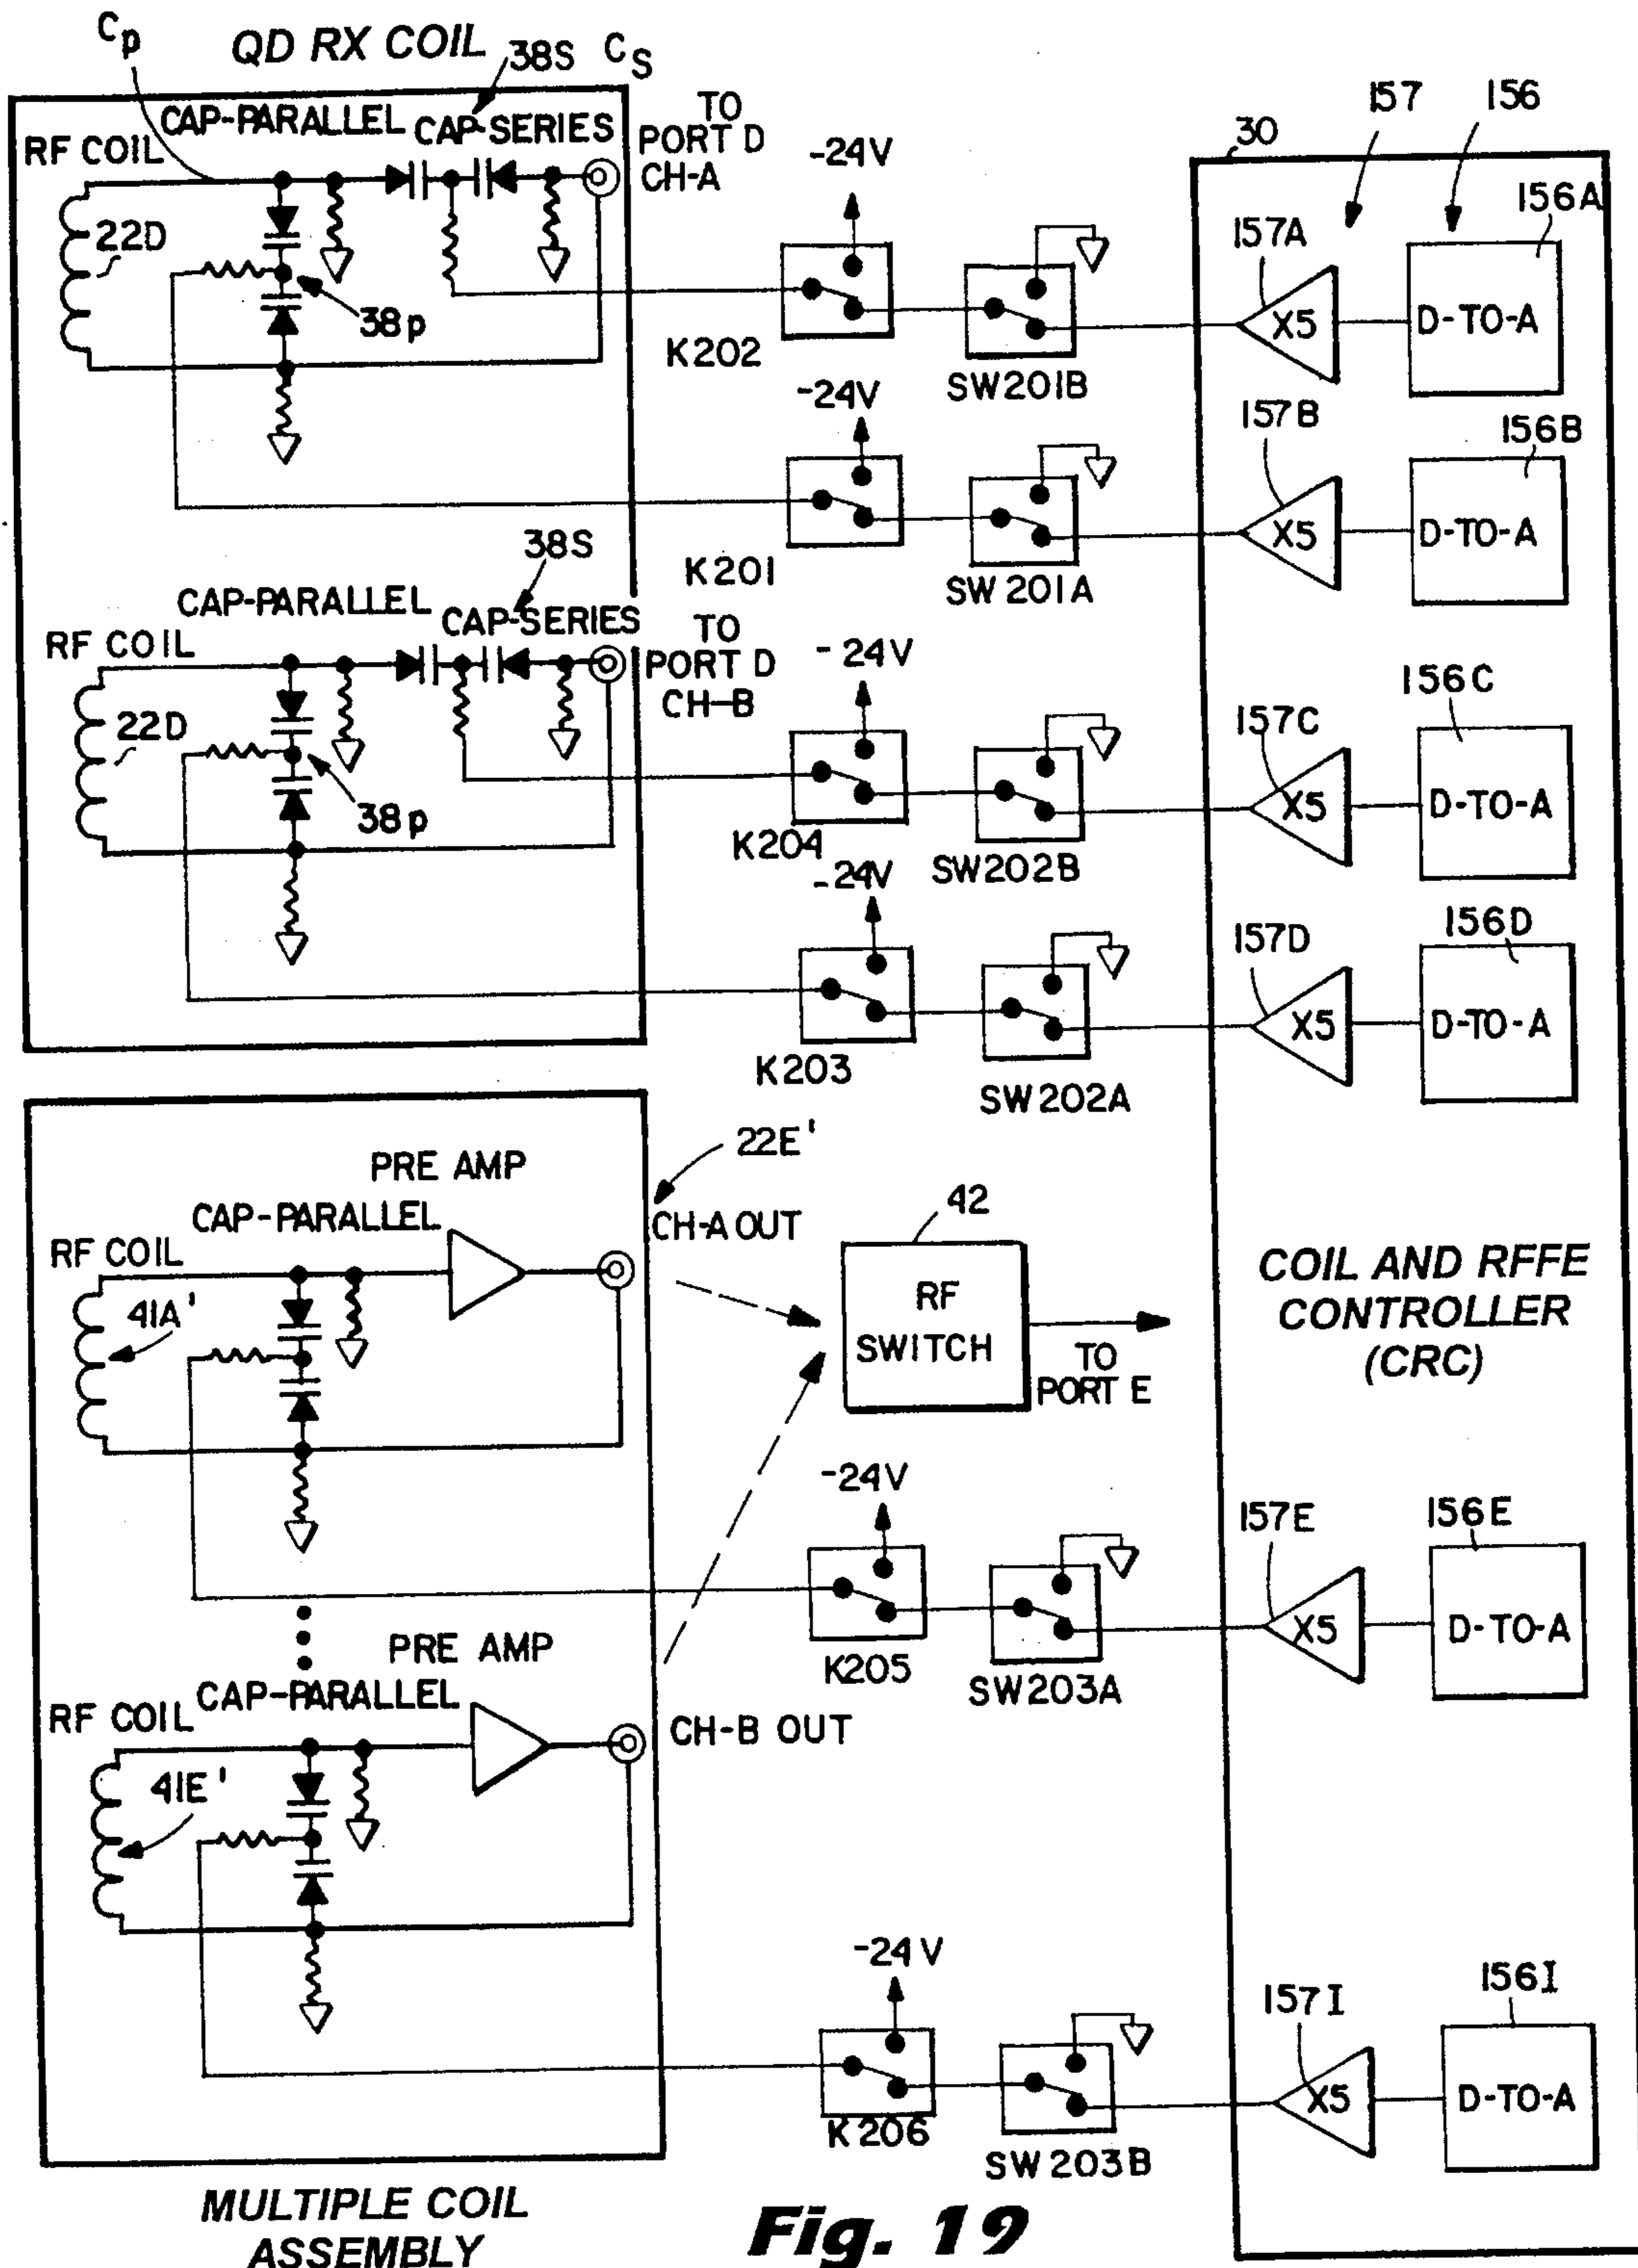 Cp
QD RX COIL
38S
CS
CAP-PARALLEL
CAP-SERIES
RF COIL
TO
PORT D
CH-A
22D
38p
-24V
K202
SW201B
30
157
156
157A
X5
156A
D-TO-A
-24V
K201
SW201A
157B
X5
156B
D-TO-A
38S
CAP-PARALLEL
CAP-SERIES
RF COIL
TO
PORT D
CH-B
22D
38p
-24V
K204
SW202B
157C
X5
156C
D-TO-A
-24V
K203
SW202A
157D
X5
156D
D-TO-A
22E'
PRE AMP
CAP-PARALLEL
RF COIL
CH-A OUT
41A'
42
RF
SWITCH
TO
PORT E
COIL AND RFFE
CONTROLLER
(CRC)
-24V
K205
SW203A
157E
X5
156E
D-TO-A
PRE AMP
CAP-PARALLEL
RF COIL
CH-B OUT
41E'
-24V
K206
SW203B
157I
X5
156I
D-TO-A
MULTIPLE COIL
ASSEMBLY
Fig. 19